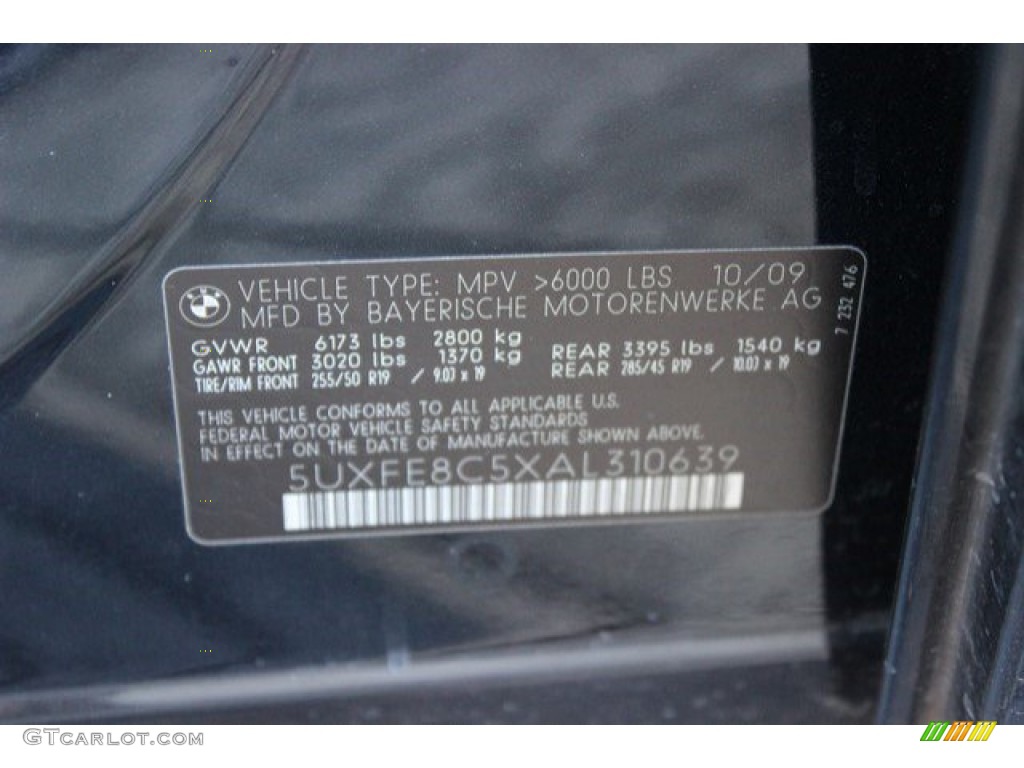 VEHICLE TYPE: MPV >6000 LBS 10/09
MFD BY BAYERISCHE MOTORENWERKE AG
7 232 476
GVWR 6173 lbs 2800 kg
GAWR FRONT 3020 lbs 1370 kg REAR 3395 lbs 1540 kg
TIRE/RIM FRONT 255/50 R19 / 9.0J x 19 REAR 285/45 R19 / 10.0J x 19
THIS VEHICLE CONFORMS TO ALL APPLICABLE U.S.
FEDERAL MOTOR VEHICLE SAFETY STANDARDS
IN EFFECT ON THE DATE OF MANUFACTURE SHOWN ABOVE.
5UXFE8C5XAL310639
GTCARLOT.COM